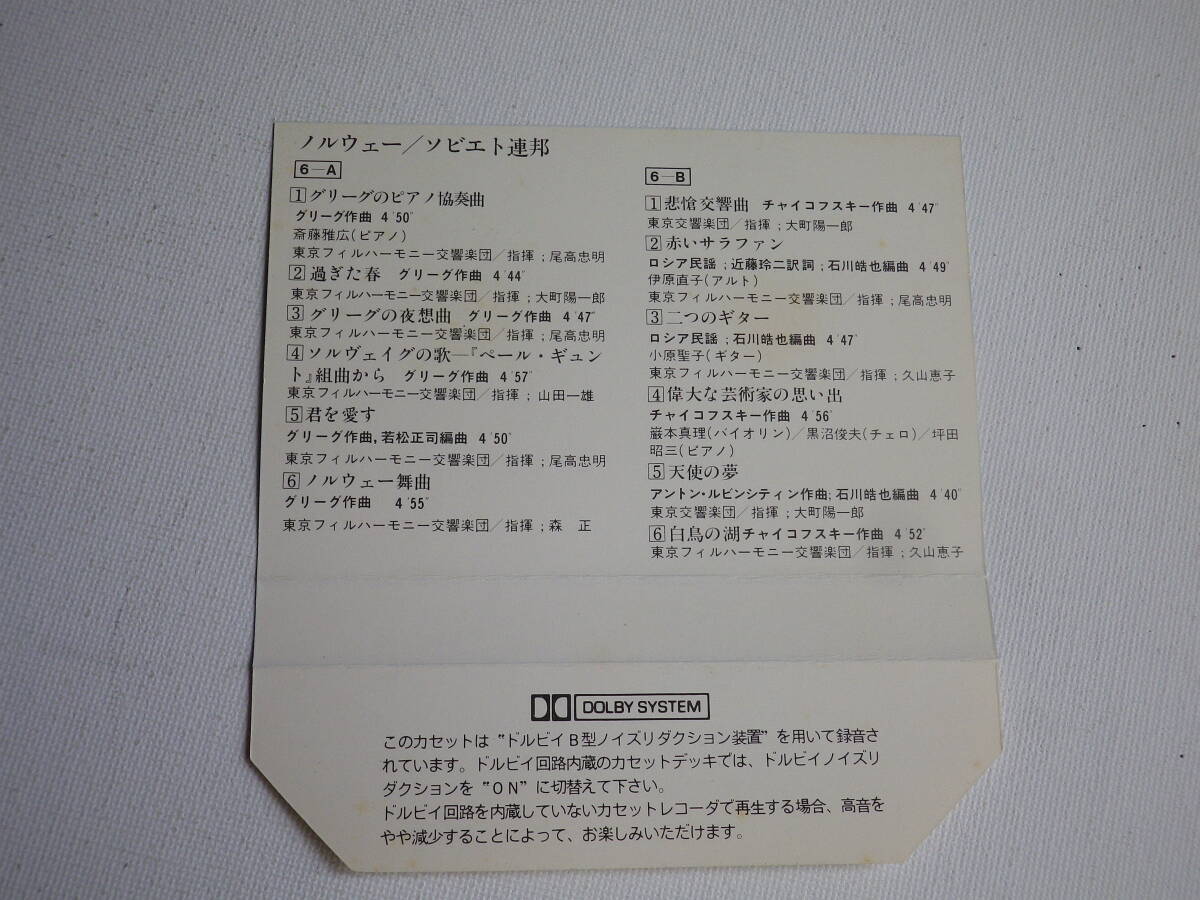 ノルウェー/ソビエト連邦
6—A
1 グリーグのピアノ協奏曲
グリーグ作曲 4'50"
斎藤雅広(ピアノ)
東京フィルハーモニー交響楽団/指揮;尾高忠明
2 過ぎた春 グリーグ作曲 4'44"
東京フィルハーモニー交響楽団/指揮;大町陽一郎
3 グリーグの夜想曲 グリーグ作曲 4'47"
東京フィルハーモニー交響楽団/指揮;尾高忠明
4 ソルヴェイグの歌—『ペール・ギュン
ト』組曲から グリーグ作曲 4'57"
東京フィルハーモニー交響楽団/指揮;山田一雄
5 君を愛す
グリーグ作曲,若松正司編曲 4'50"
東京フィルハーモニー交響楽団/指揮;尾高忠明
6 ノルウェー舞曲
グリーグ作曲 4'55"
東京フィルハーモニー交響楽団/指揮;森 正
6—B
1 悲愴交響曲 チャイコフスキー作曲 4'47"
東京交響楽団/指揮;大町陽一郎
2 赤いサラファン
ロシア民謡;近藤玲二訳詞;石川皓也編曲 4'49"
伊原直子(アルト)
東京フィルハーモニー交響楽団/指揮;尾高忠明
3 二つのギター
ロシア民謡;石川皓也編曲 4'47"
小原聖子(ギター)
東京フィルハーモニー交響楽団/指揮;久山恵子
4 偉大な芸術家の思い出
チャイコフスキー作曲 4'56"
巌本真理(バイオリン)/黒沼俊夫(チェロ)/坪田
昭三(ピアノ)
5 天使の夢
アントン・ルビンシティン作曲;石川皓也編曲 4'40"
東京交響楽団/指揮;大町陽一郎
6 白鳥の湖 チャイコフスキー作曲 4'52"
東京フィルハーモニー交響楽団/指揮;久山恵子
DOLBY SYSTEM
このカセットは"ドルビイB型ノイズリダクション装置"を用いて録音さ
れています。ドルビイ回路内蔵のカセットデッキでは、ドルビイノイズリ
ダクションを"ON"に切替えて下さい。
ドルビイ回路を内蔵していないカセットレコーダで再生する場合、高音を
やや減少することによって、お楽しみいただけます。